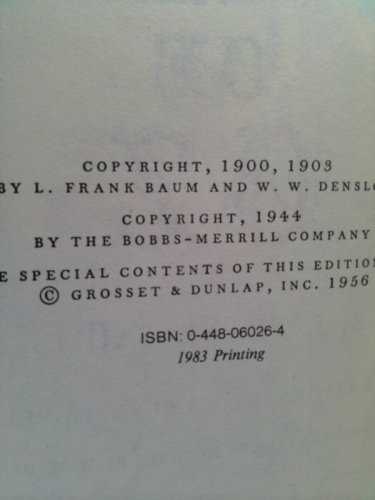 COPYRIGHT, 1900, 1903
BY L. FRANK BAUM AND W. W. DENSLO
COPYRIGHT, 1944
BY THE BOBBS-MERRILL COMPANY
E SPECIAL CONTENTS OF THIS EDITION
© GROSSET & DUNLAP, INC. 1956
ISBN: 0-448-06026-4
1983 Printing